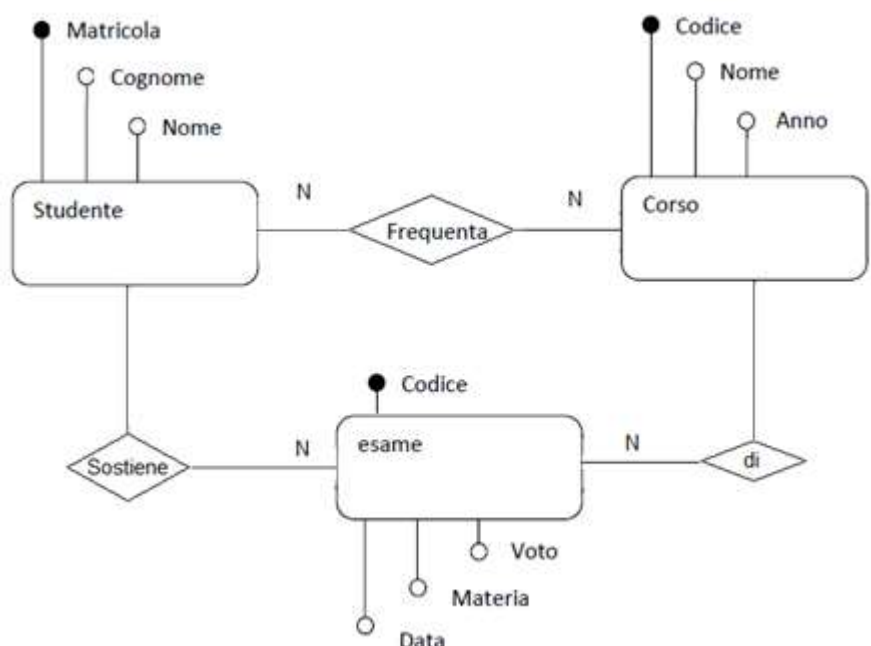 Matricola
Cognome
Nome
Codice
Nome
Anno
Studente
N
Frequenta
N
Corso
Codice
esame
Sostiene
N
N
di
Voto
Materia
Data